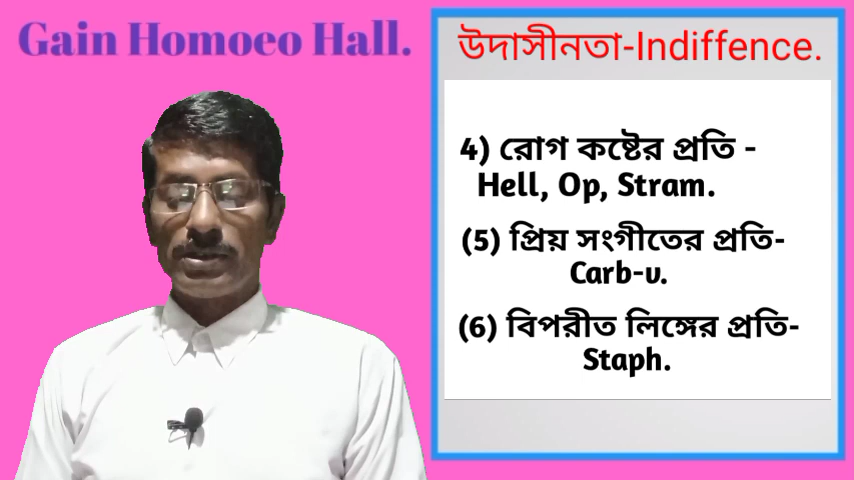 Gain Homoeo Hall.
উদাসীনতা-Indiffence.
4) রোগ কষ্টের প্রতি -
Hell, Op, Stram.
(5) প্রিয় সংগীতের প্রতি-
Carb-v.
(6) বিপরীত লিঙ্গের প্রতি-
Staph.